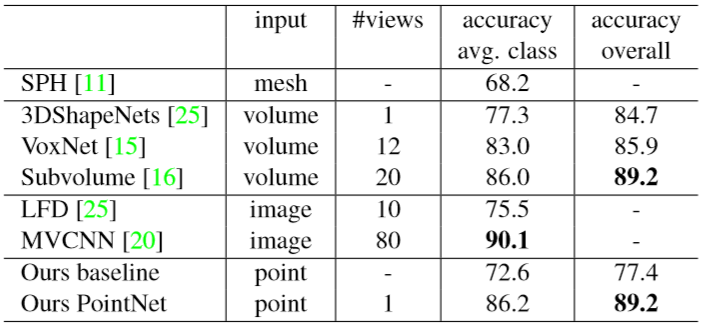 input #views accuracy accuracy
avg. class overall
SPH [11] mesh - 68.2 -
3DShapeNets [25] volume 1 77.3 84.7
VoxNet [15] volume 12 83.0 85.9
Subvolume [16] volume 20 86.0 89.2
LFD [25] image 10 75.5 -
MVCNN [20] image 80 90.1 -
Ours baseline point - 72.6 77.4
Ours PointNet point 1 86.2 89.2